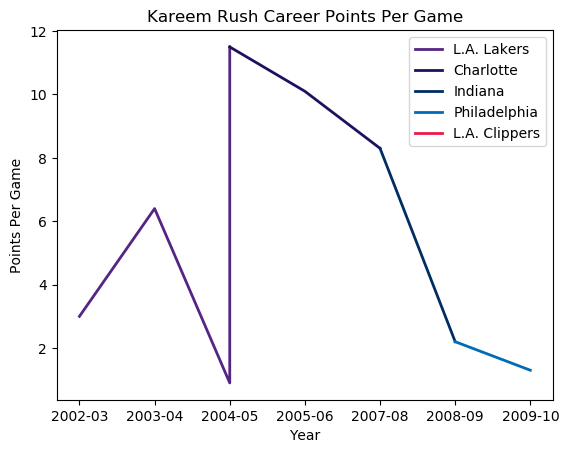 Kareem Rush Career Points Per Game
12
10
8
6
4
2
Points Per Game
L.A. Lakers
Charlotte
Indiana
Philadelphia
L.A. Clippers
2002-03 2003-04 2004-05 2005-06 2007-08 2008-09 2009-10
Year